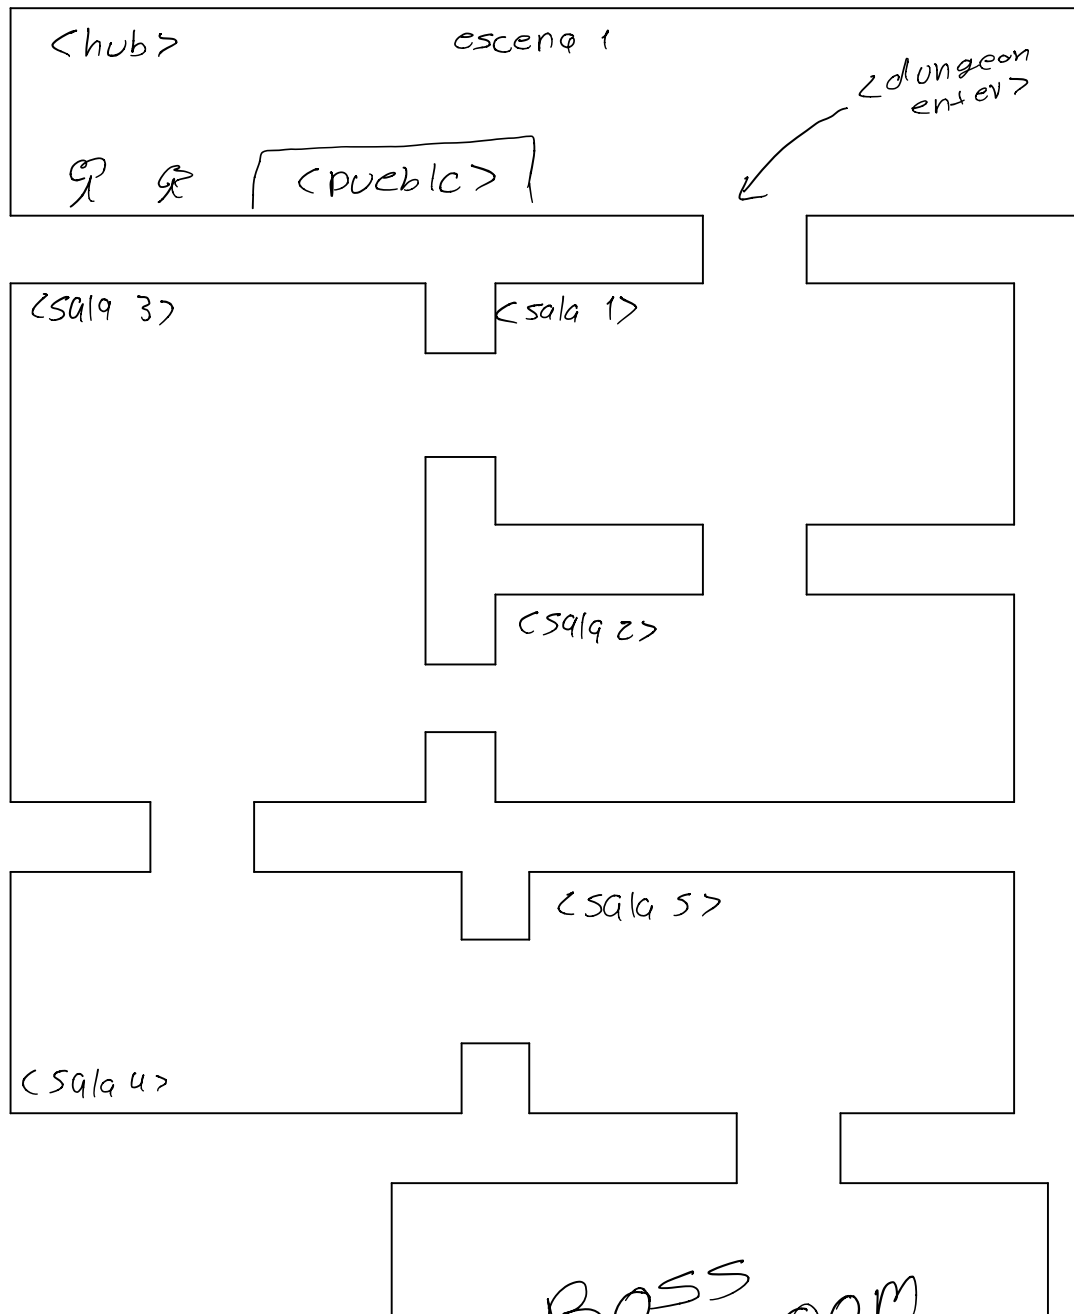 <hub>
escena 1
<dungeon
enter>
<pueblo>
<sala 3>
<sala 1>
<sala 2>
<sala 5>
<sala 4>
Boss